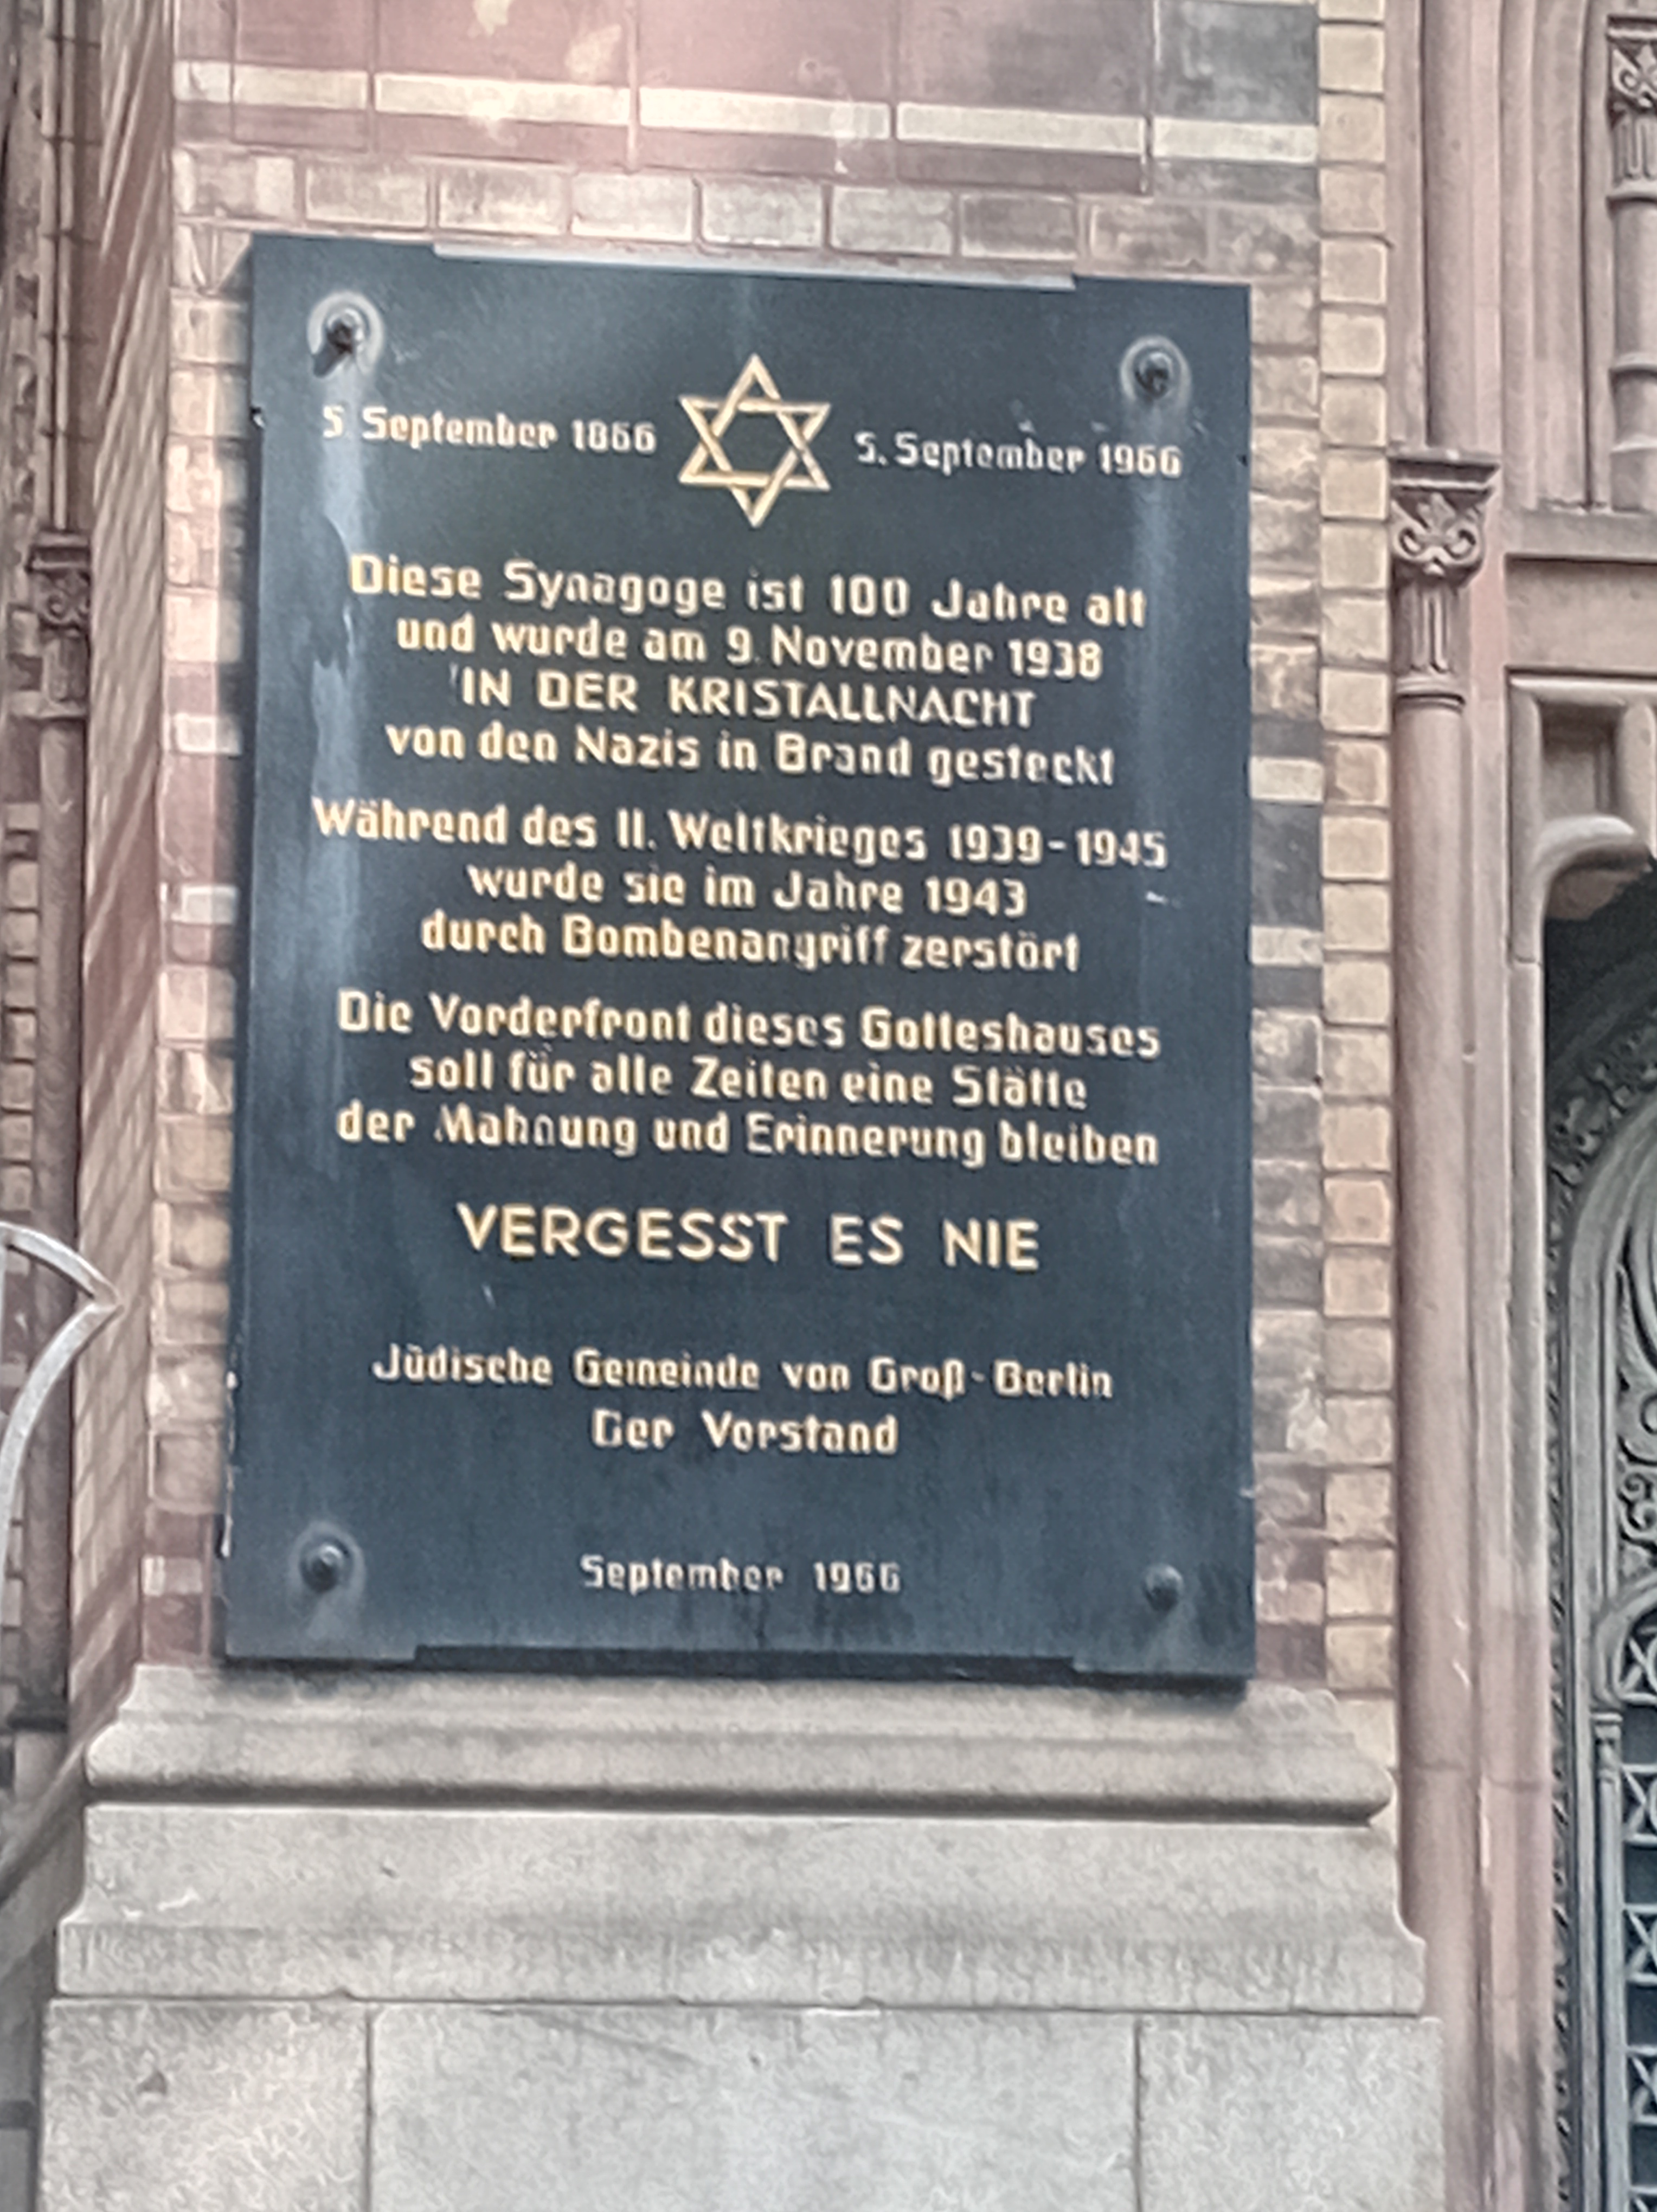 5. September 1866 5. September 1966
Diese Synagoge ist 100 Jahre alt
und wurde am 9. November 1938
IN DER KRISTALLNACHT
von den Nazis in Brand gesteckt
Während des II. Weltkrieges 1939-1945
wurde sie im Jahre 1943
durch Bombenangriff zerstört
Die Vorderfront dieses Gotteshauses
soll für alle Zeiten eine Stätte
der Mahnung und Erinnerung bleiben
VERGESST ES NIE
Jüdische Gemeinde von Groß-Berlin
Der Vorstand
September 1966